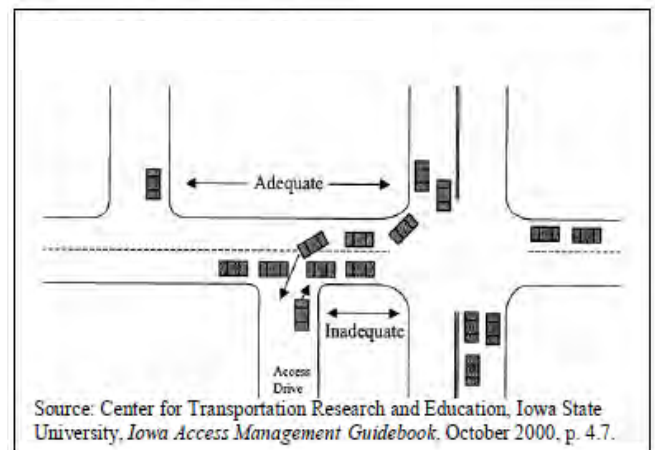 Adequate
Inadequate
Access
Drive
Source: Center for Transportation Research and Education, Iowa State
University, Iowa Access Management Guidebook, October 2000, p. 4.7.